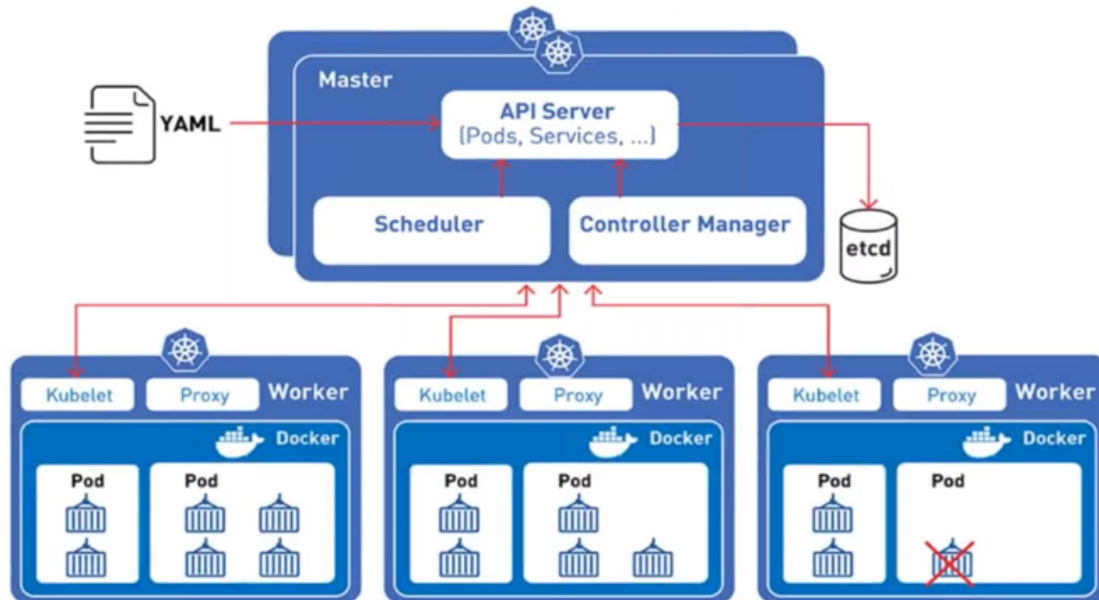 Master
YAML
API Server
(Pods, Services, ...)
Scheduler
Controller Manager
etcd
Kubelet
Proxy
Worker
Docker
Pod
Pod
Kubelet
Proxy
Worker
Docker
Pod
Pod
Kubelet
Proxy
Worker
Docker
Pod
Pod